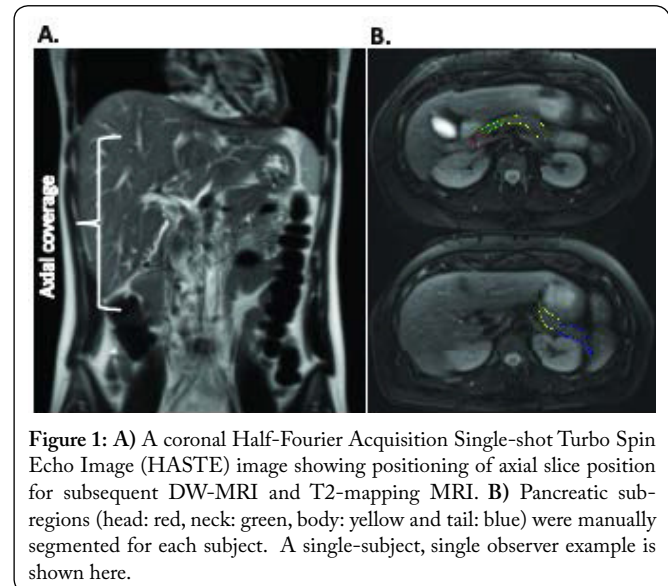 A.
B.
Axial coverage
Figure 1: A) A coronal Half-Fourier Acquisition Single-shot Turbo Spin
Echo Image (HASTE) image showing positioning of axial slice position
for subsequent DW-MRI and T2-mapping MRI. B) Pancreatic sub-
regions (head: red, neck: green, body: yellow and tail: blue) were manually
segmented for each subject. A single-subject, single observer example is
shown here.